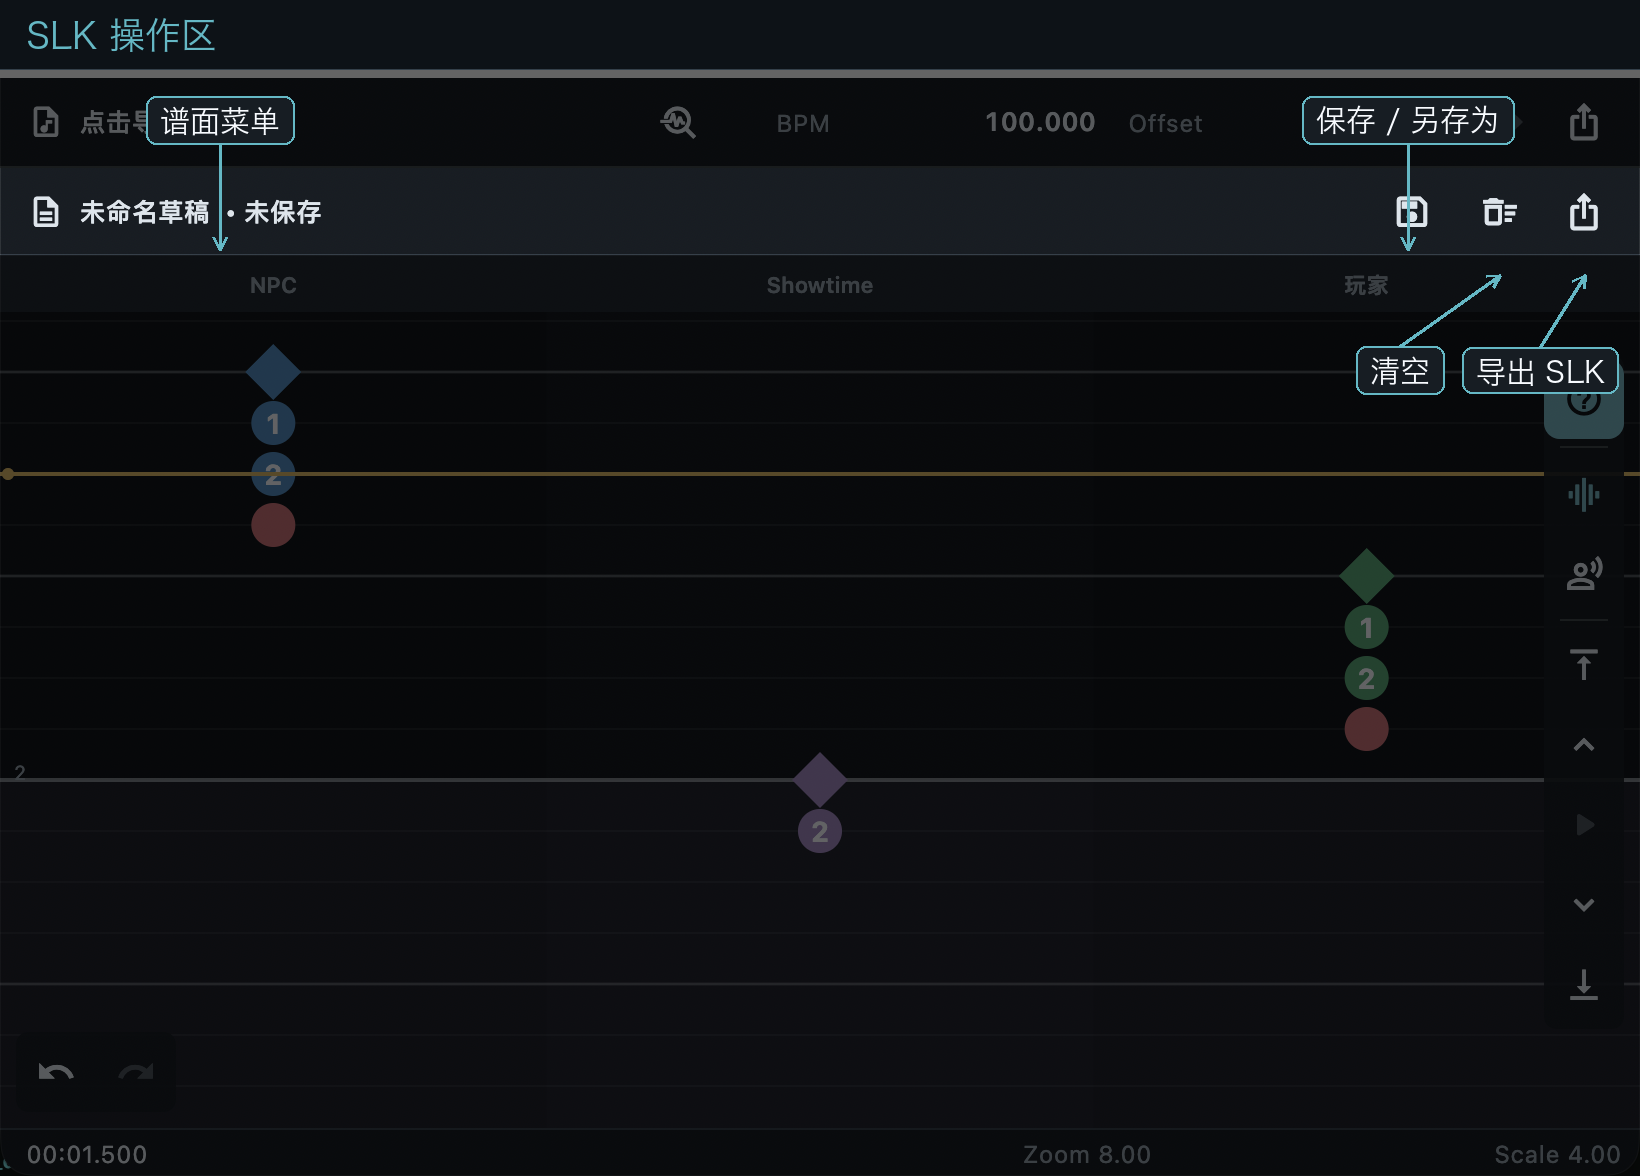 SLK 操作区
点击导
谱面菜单
BPM
100.000
Offset
保存 / 另存为
未命名草稿 • 未保存
NPC
Showtime
玩家
清空
导出 SLK
1
2
1
2
2
2
00:01.500
Zoom 8.00
Scale 4.00